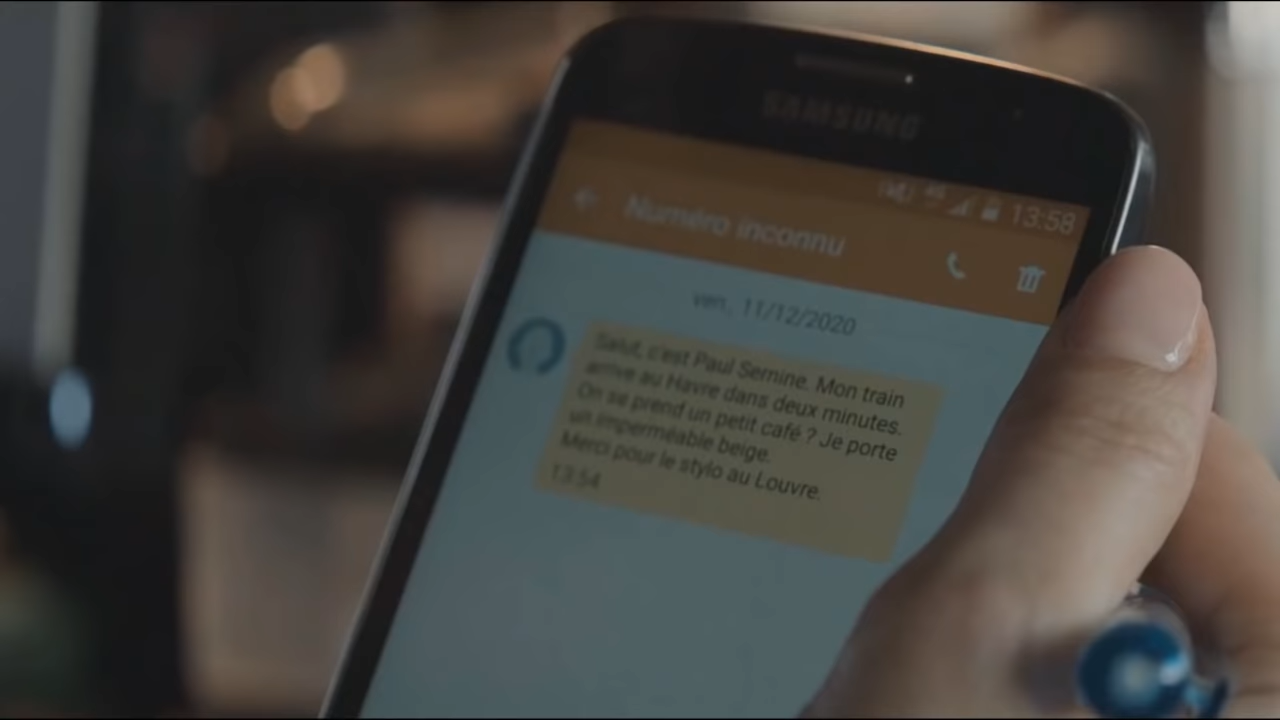 SAMSUNG
4G 13:58
Numéro inconnu
ven. 11/12/2020
Salut, c'est Paul Sernine. Mon train
arrive au Havre dans deux minutes.
On se prend un petit café ? Je porte
un imperméable beige.
Merci pour le stylo au Louvre.
13:54